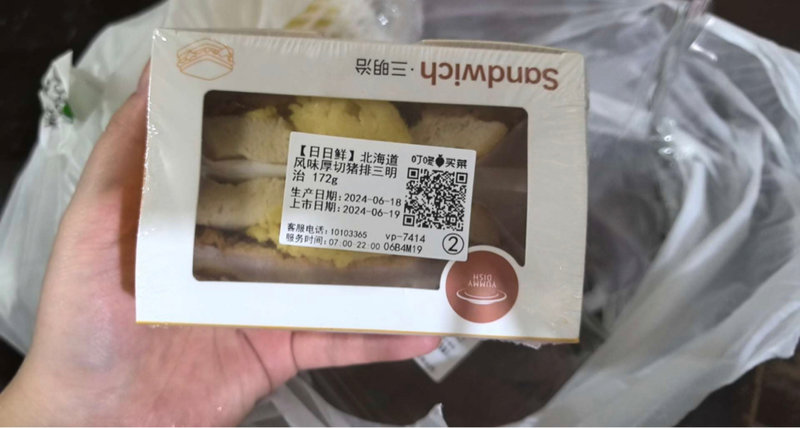 Sandwich · 三明治
【日日鲜】北海道
风味厚切猪排三明
治 172g
生产日期: 2024-06-18
上市日期: 2024-06-19
客服电话: 10103365
服务时间: 07:00-22:00
叮咚买菜
vp-7414
06B4M19
②
YUMMY
DISH